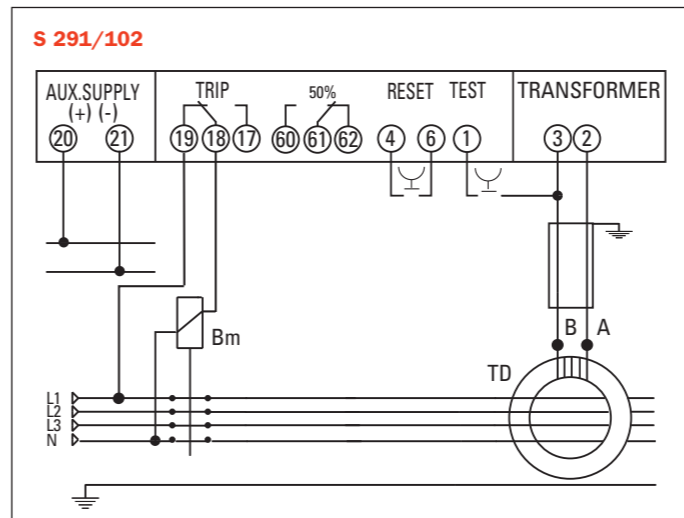 S 291/102
AUX.SUPPLY TRIP 50% RESET TEST TRANSFORMER
(+) (-)
20 21 19 18 17 60 61 62 4 6 1 3 2
B A
Bm
TD
L1
L2
L3
N